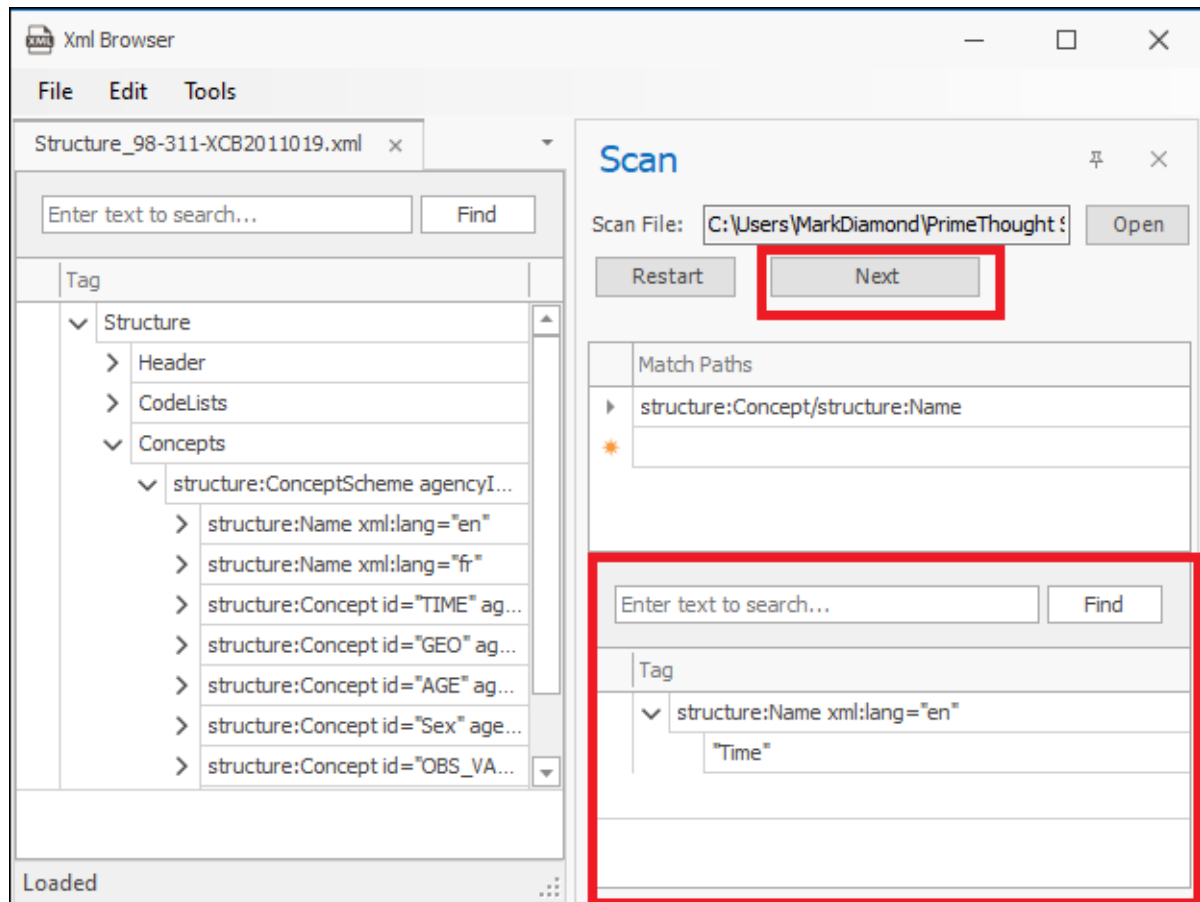 XML
Xml Browser
File Edit Tools
Structure_98-311-XCB2011019.xml
Enter text to search... Find
Tag
Structure
Header
CodeLists
Concepts
structure:ConceptScheme agencyI...
structure:Name xml:lang="en"
structure:Name xml:lang="fr"
structure:Concept id="TIME" ag...
structure:Concept id="GEO" ag...
structure:Concept id="AGE" ag...
structure:Concept id="Sex" age...
structure:Concept id="OBS_VA...
Loaded
Scan
Scan File: C:\Users\MarkDiamond\PrimeThought S Open
Restart Next
Match Paths
structure:Concept/structure:Name
Enter text to search... Find
Tag
structure:Name xml:lang="en"
"Time"